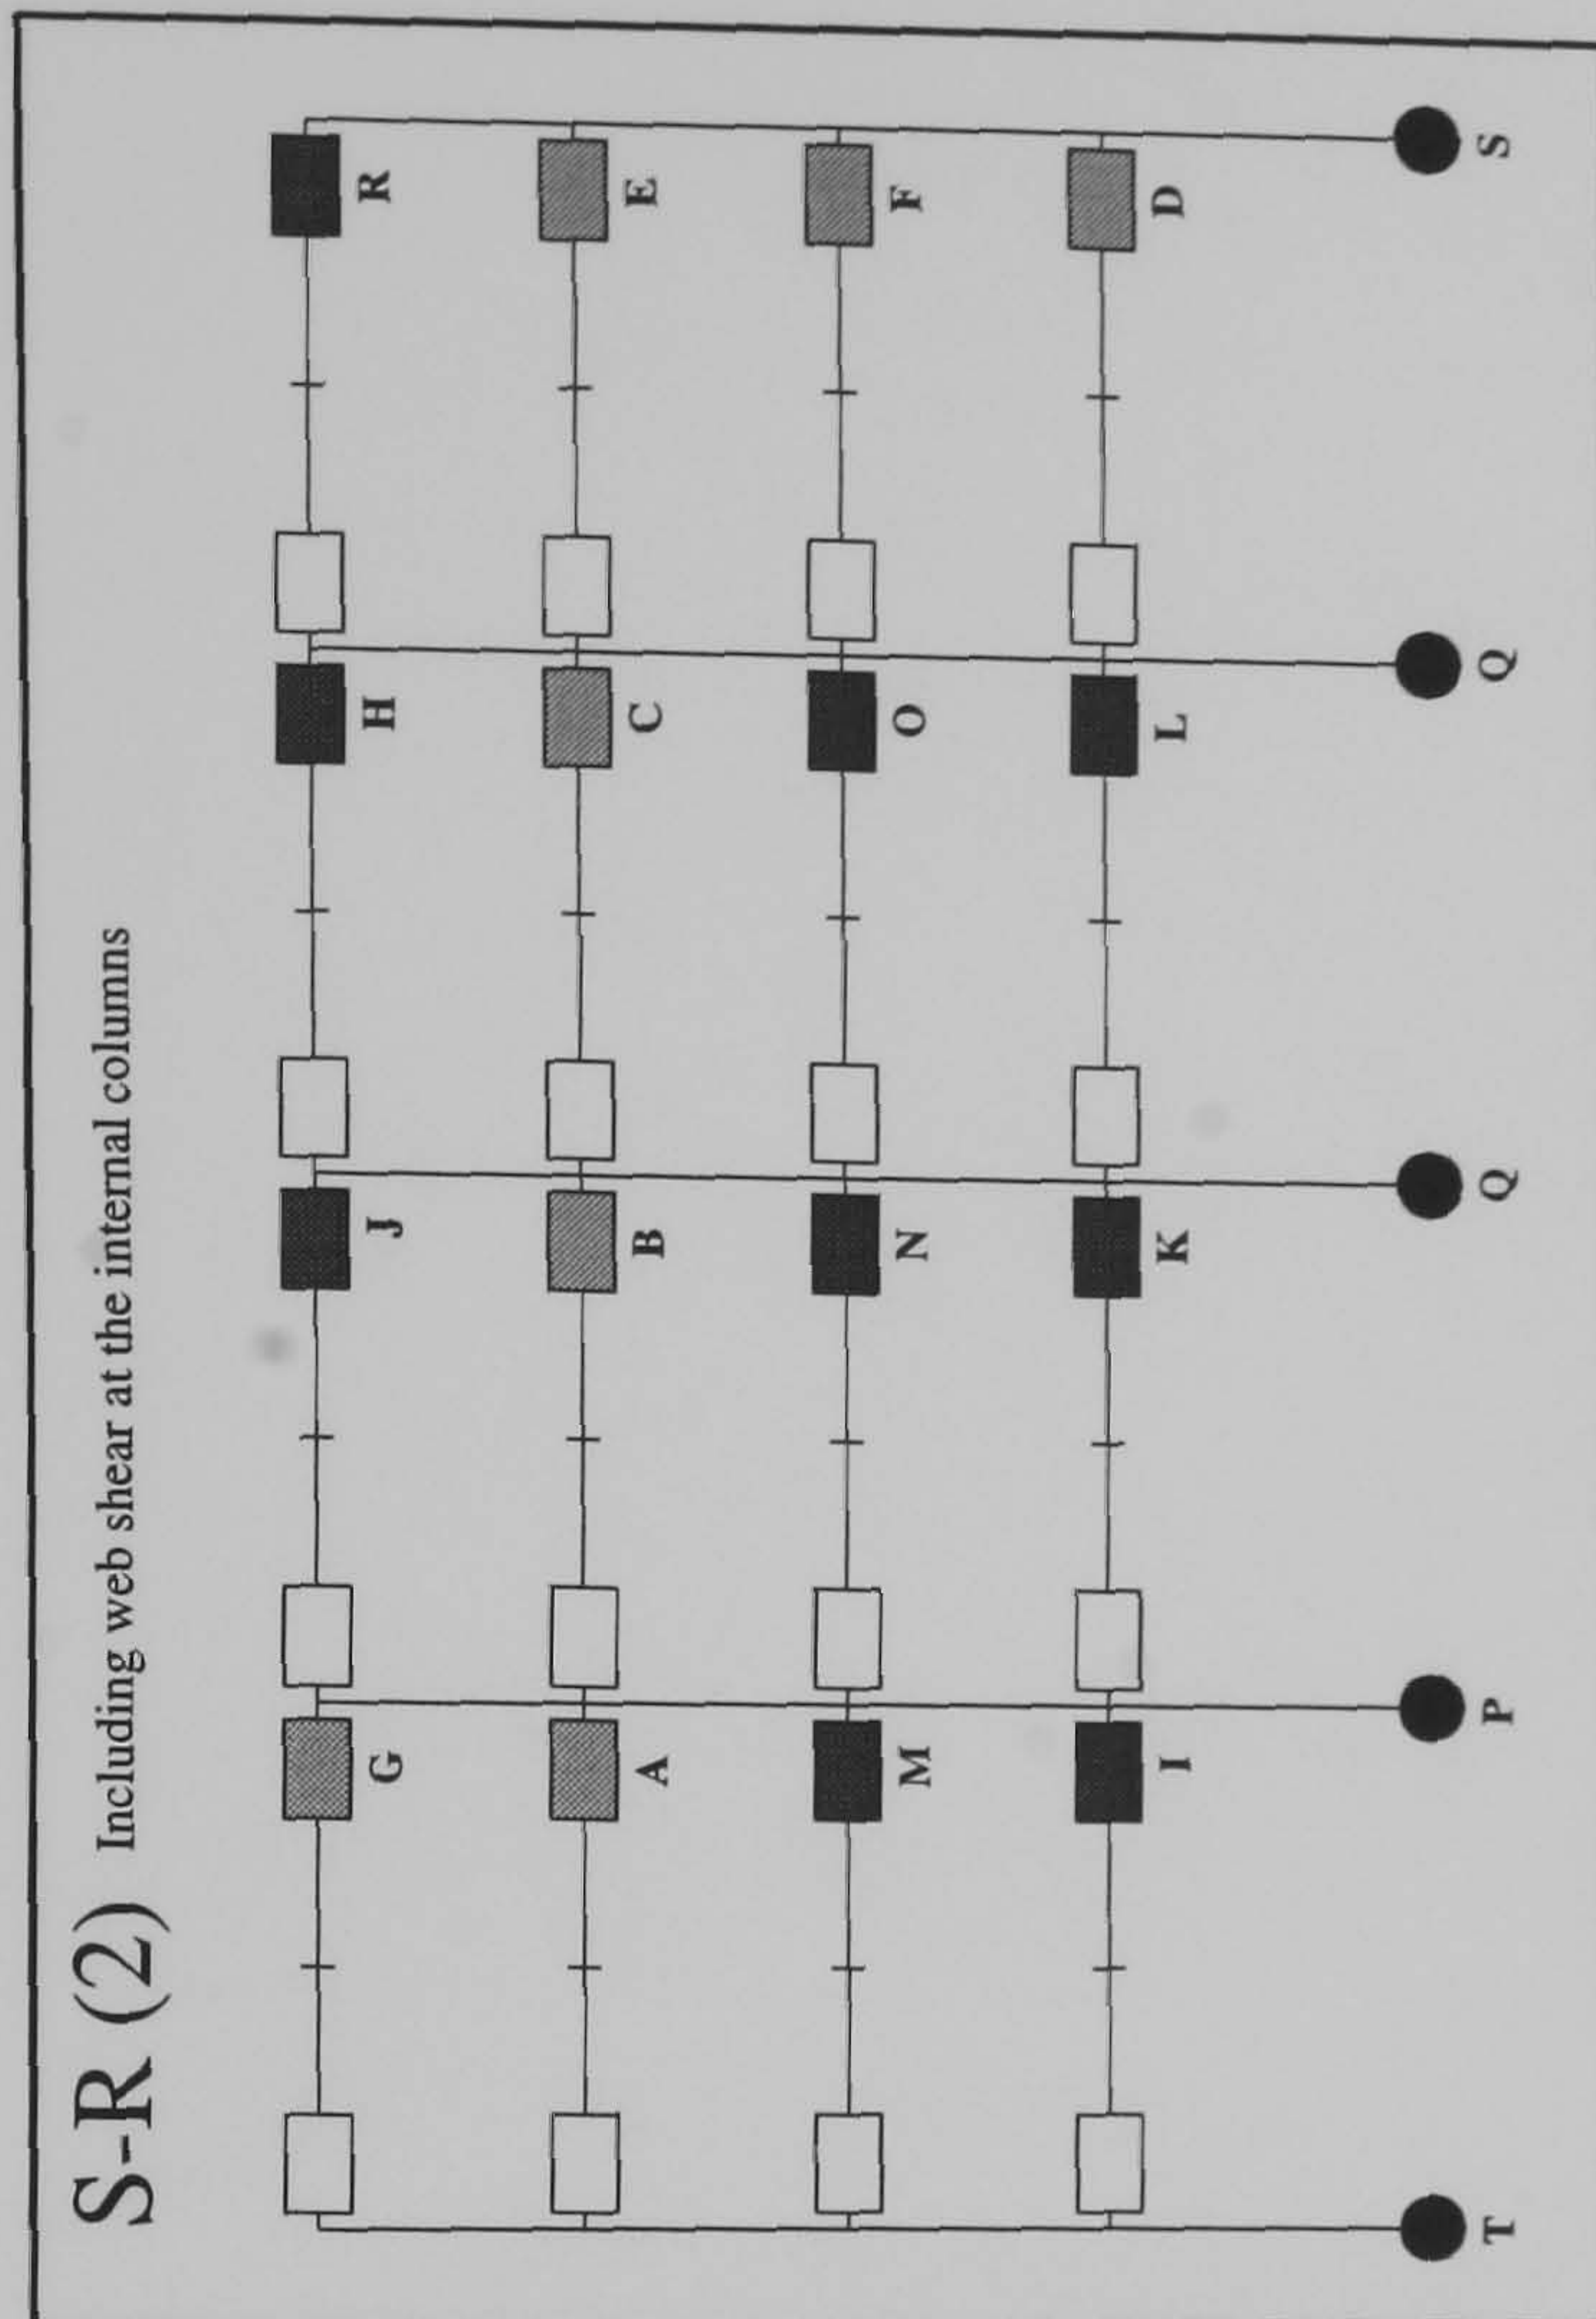 S-R (2) Including web shear at the internal columns
G J H R
A B C E
M N O F
I K L D
T P Q Q S